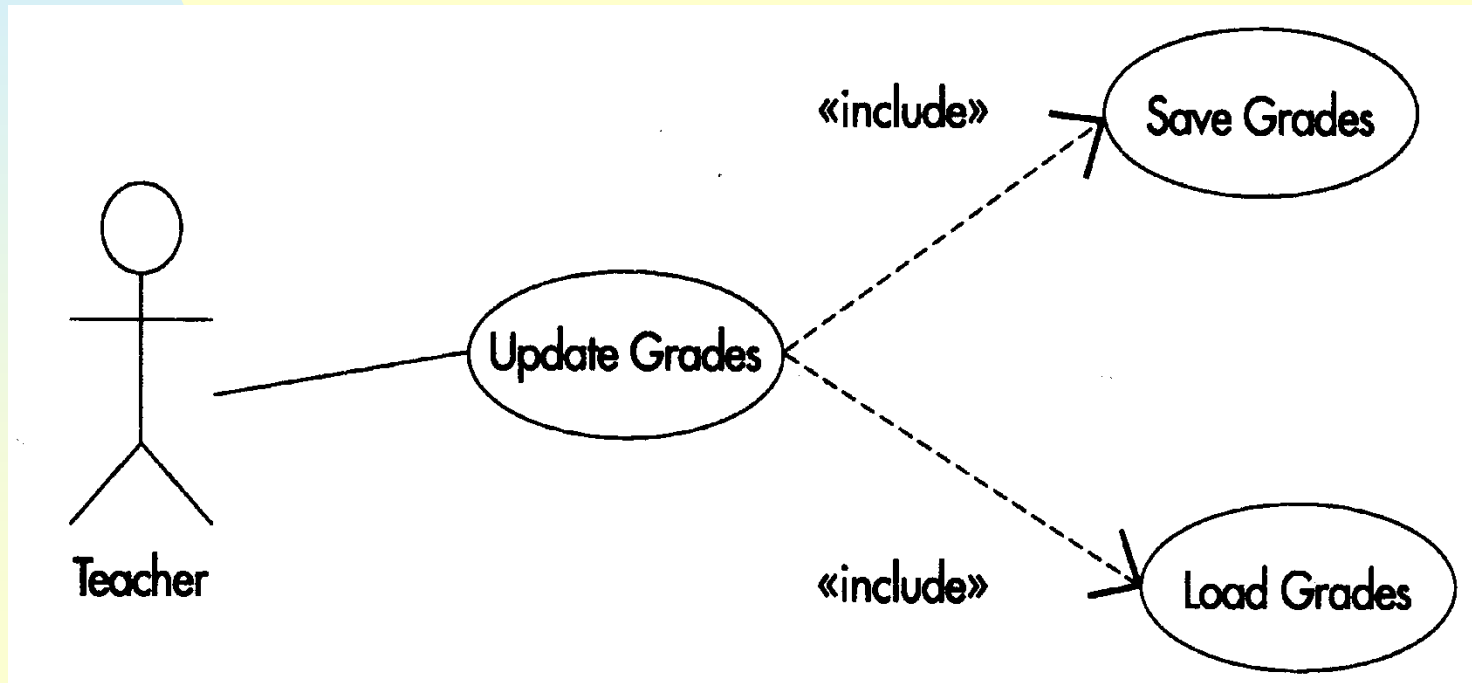 «include»
Save Grades
Update Grades
Teacher
«include»
Load Grades